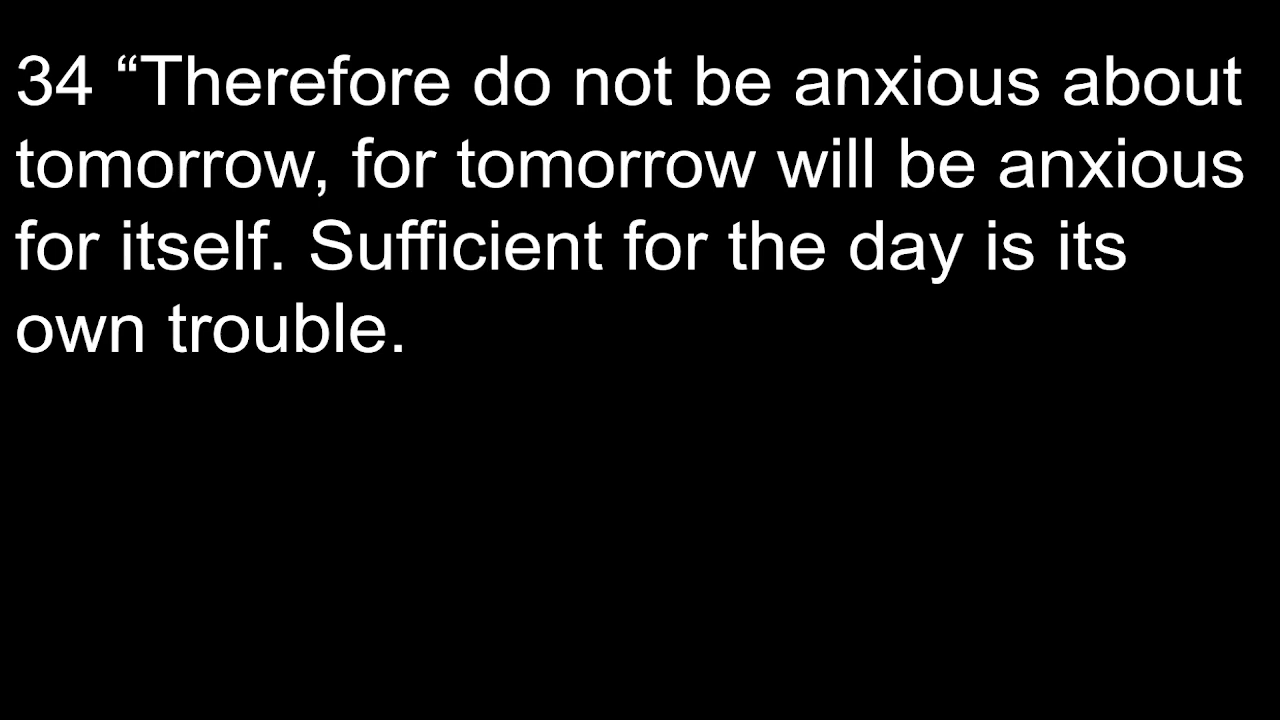 34 “Therefore do not be anxious about
tomorrow, for tomorrow will be anxious
for itself. Sufficient for the day is its
own trouble.